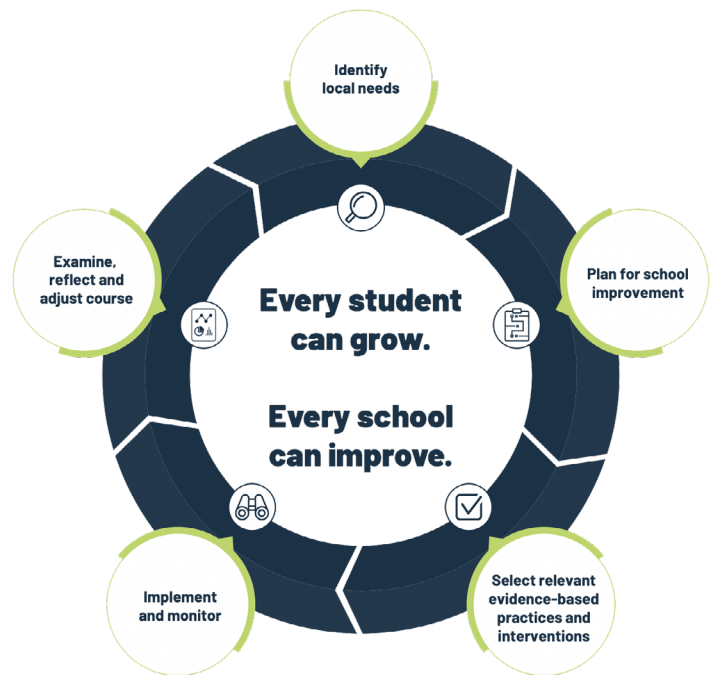 Identify
local needs
Plan for school
improvement
Select relevant
evidence-based
practices and
interventions
Implement
and monitor
Examine,
reflect and
adjust course
Every student
can grow.
Every school
can improve.